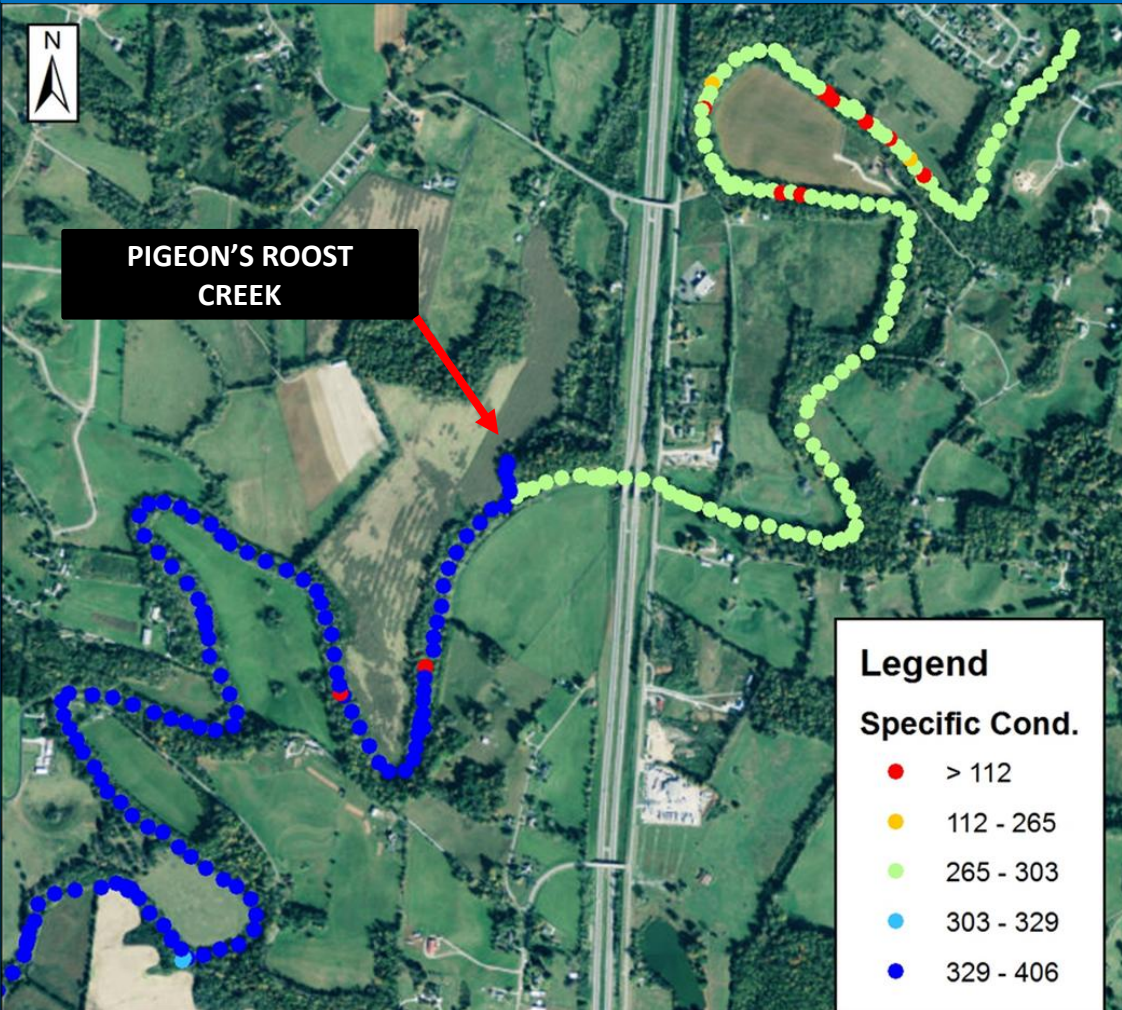 N
PIGEON’S ROOST
CREEK
Legend
Specific Cond.
> 112
112 - 265
265 - 303
303 - 329
329 - 406